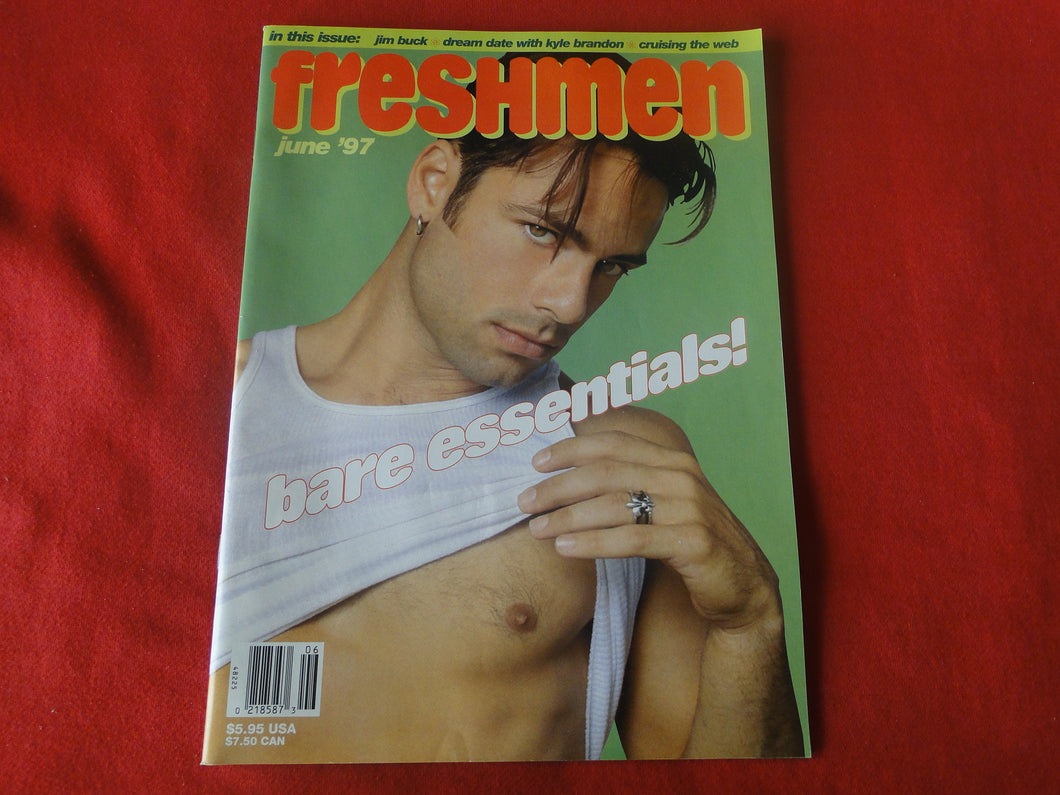 in this issue: jim buck ✳ dream date with kyle brandon ✳ cruising the web
freshmen
june '97
bare essentials!
06
48225
0 218587 3
$5.95 USA
$7.50 CAN